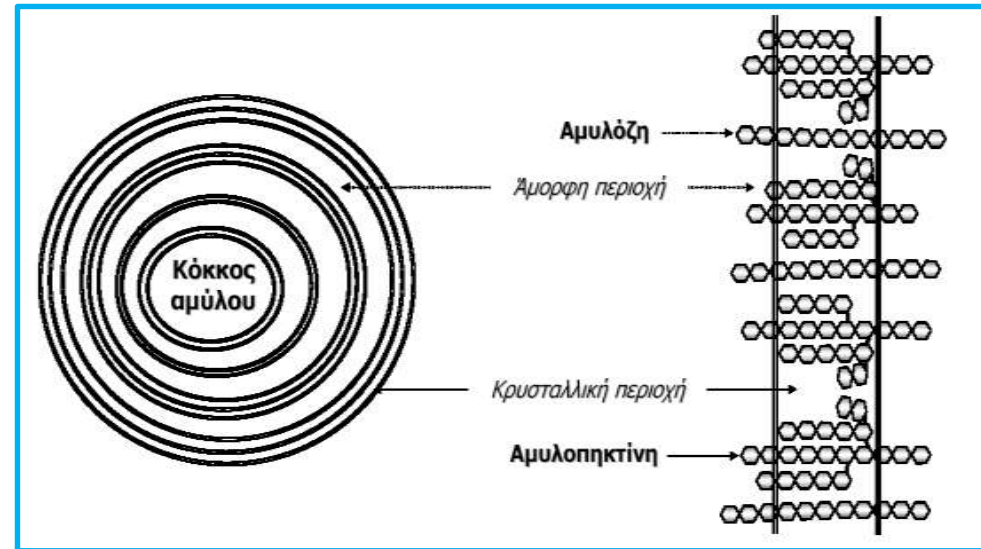 Κόκκος
αμύλου
Αμυλόζη
Άμορφη περιοχή
Κρυσταλλική περιοχή
Αμυλοπηκτίνη